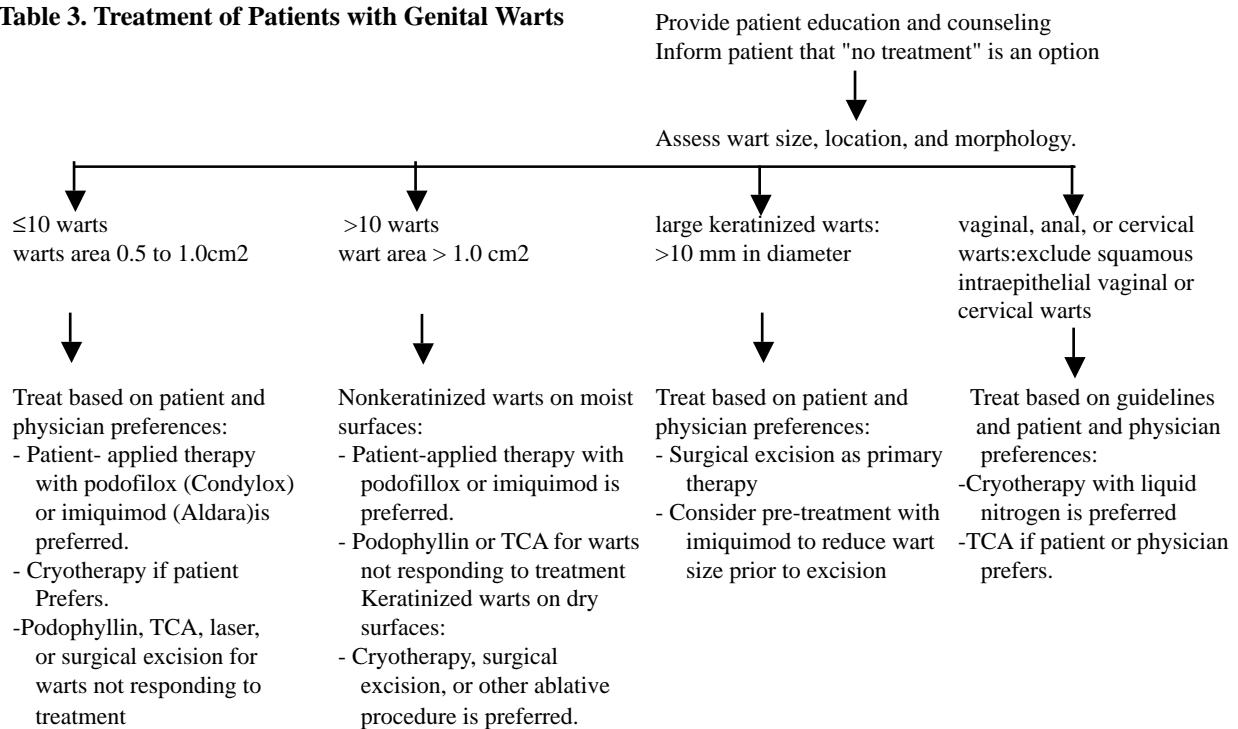 Table 3. Treatment of Patients with Genital Warts
Provide patient education and counseling
Inform patient that "no treatment" is an option
Assess wart size, location, and morphology.
≤10 warts
warts area 0.5 to 1.0cm2
>10 warts
wart area > 1.0 cm2
large keratinized warts:
>10 mm in diameter
vaginal, anal, or cervical
warts:exclude squamous
intraepithelial vaginal or
cervical warts
Treat based on patient and
physician preferences:
- Patient- applied therapy
with podofilox (Condylox)
or imiquimod (Aldara)is
preferred.
- Cryotherapy if patient
Prefers.
-Podophyllin, TCA, laser,
or surgical excision for
warts not responding to
treatment
Nonkeratinized warts on moist
surfaces:
- Patient-applied therapy with
podofillox or imiquimod is
preferred.
- Podophyllin or TCA for warts
not responding to treatment
Keratinized warts on dry
surfaces:
- Cryotherapy, surgical
excision, or other ablative
procedure is preferred.
Treat based on patient and
physician preferences:
- Surgical excision as primary
therapy
- Consider pre-treatment with
imiquimod to reduce wart
size prior to excision
Treat based on guidelines
and patient and physician
preferences:
-Cryotherapy with liquid
nitrogen is preferred
-TCA if patient or physician
prefers.